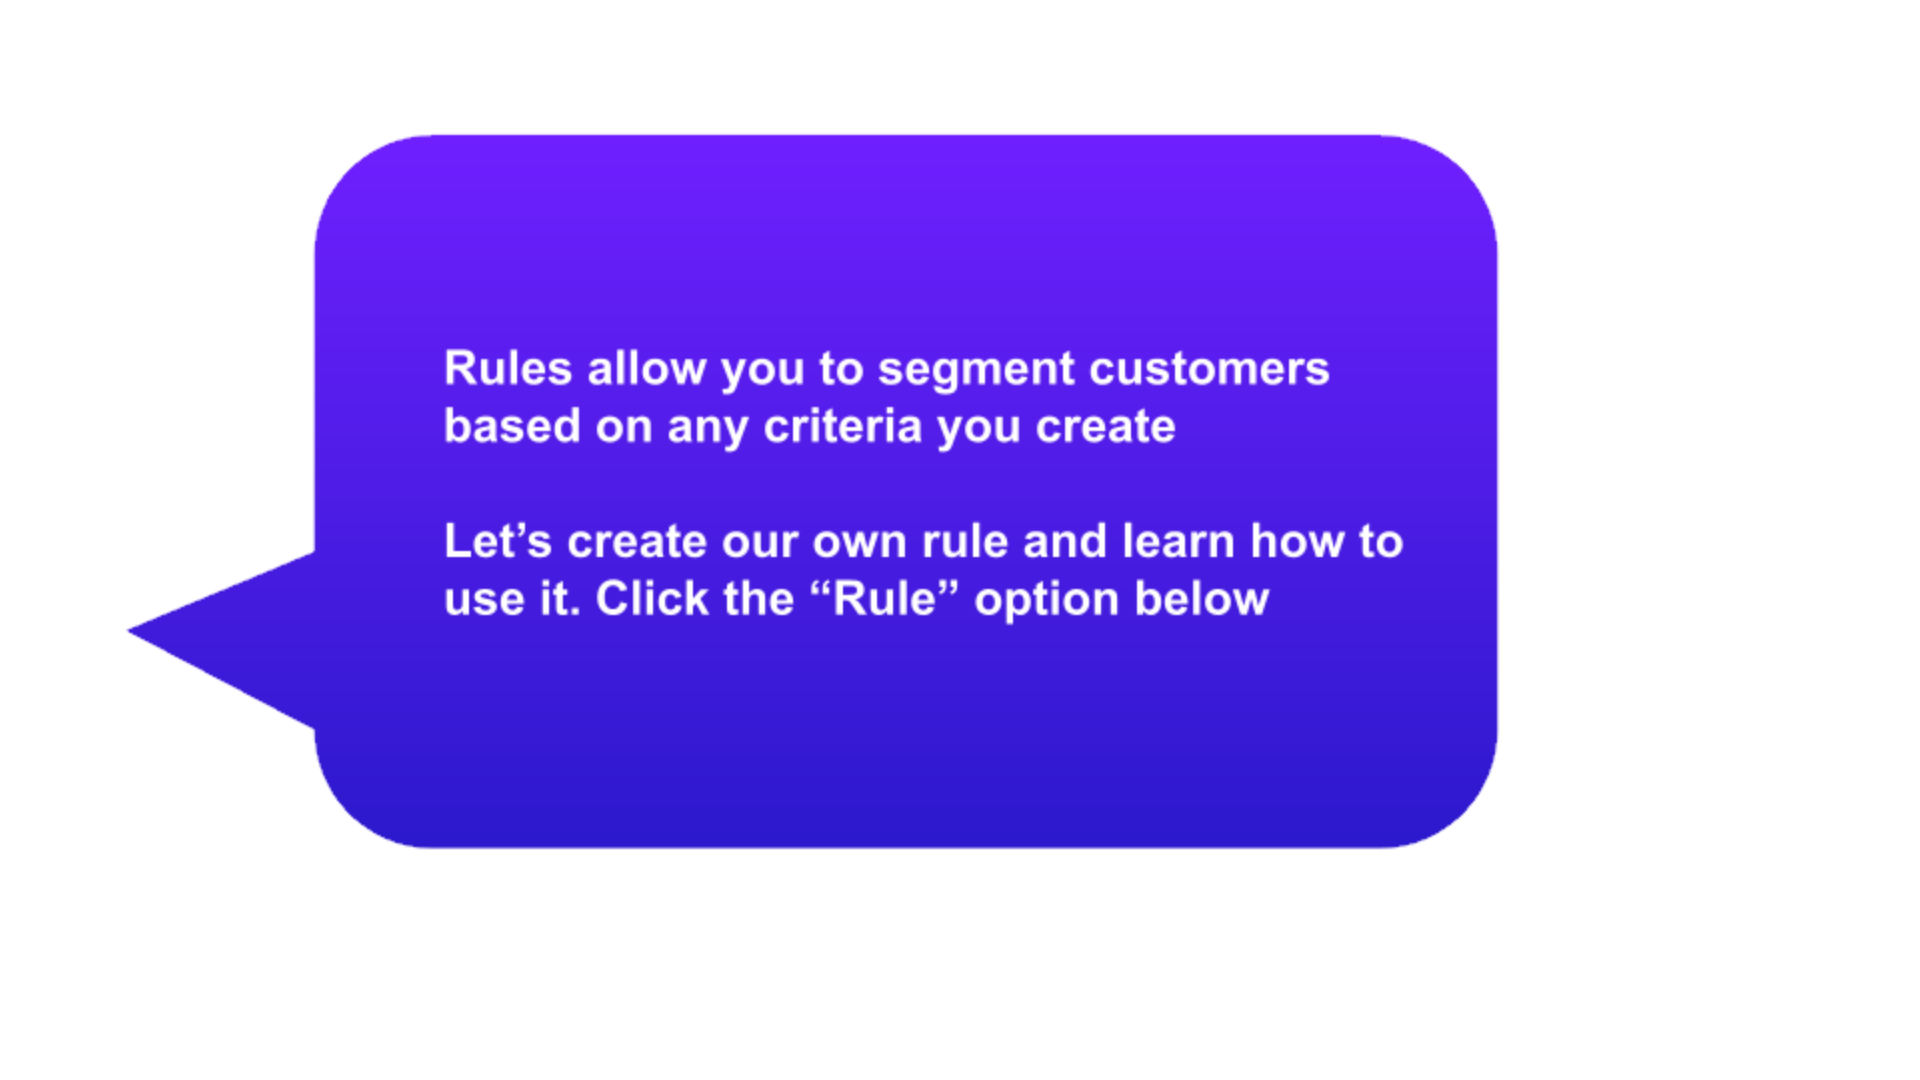 Rules allow you to segment customers
based on any criteria you create
Let’s create our own rule and learn how to
use it. Click the “Rule” option below